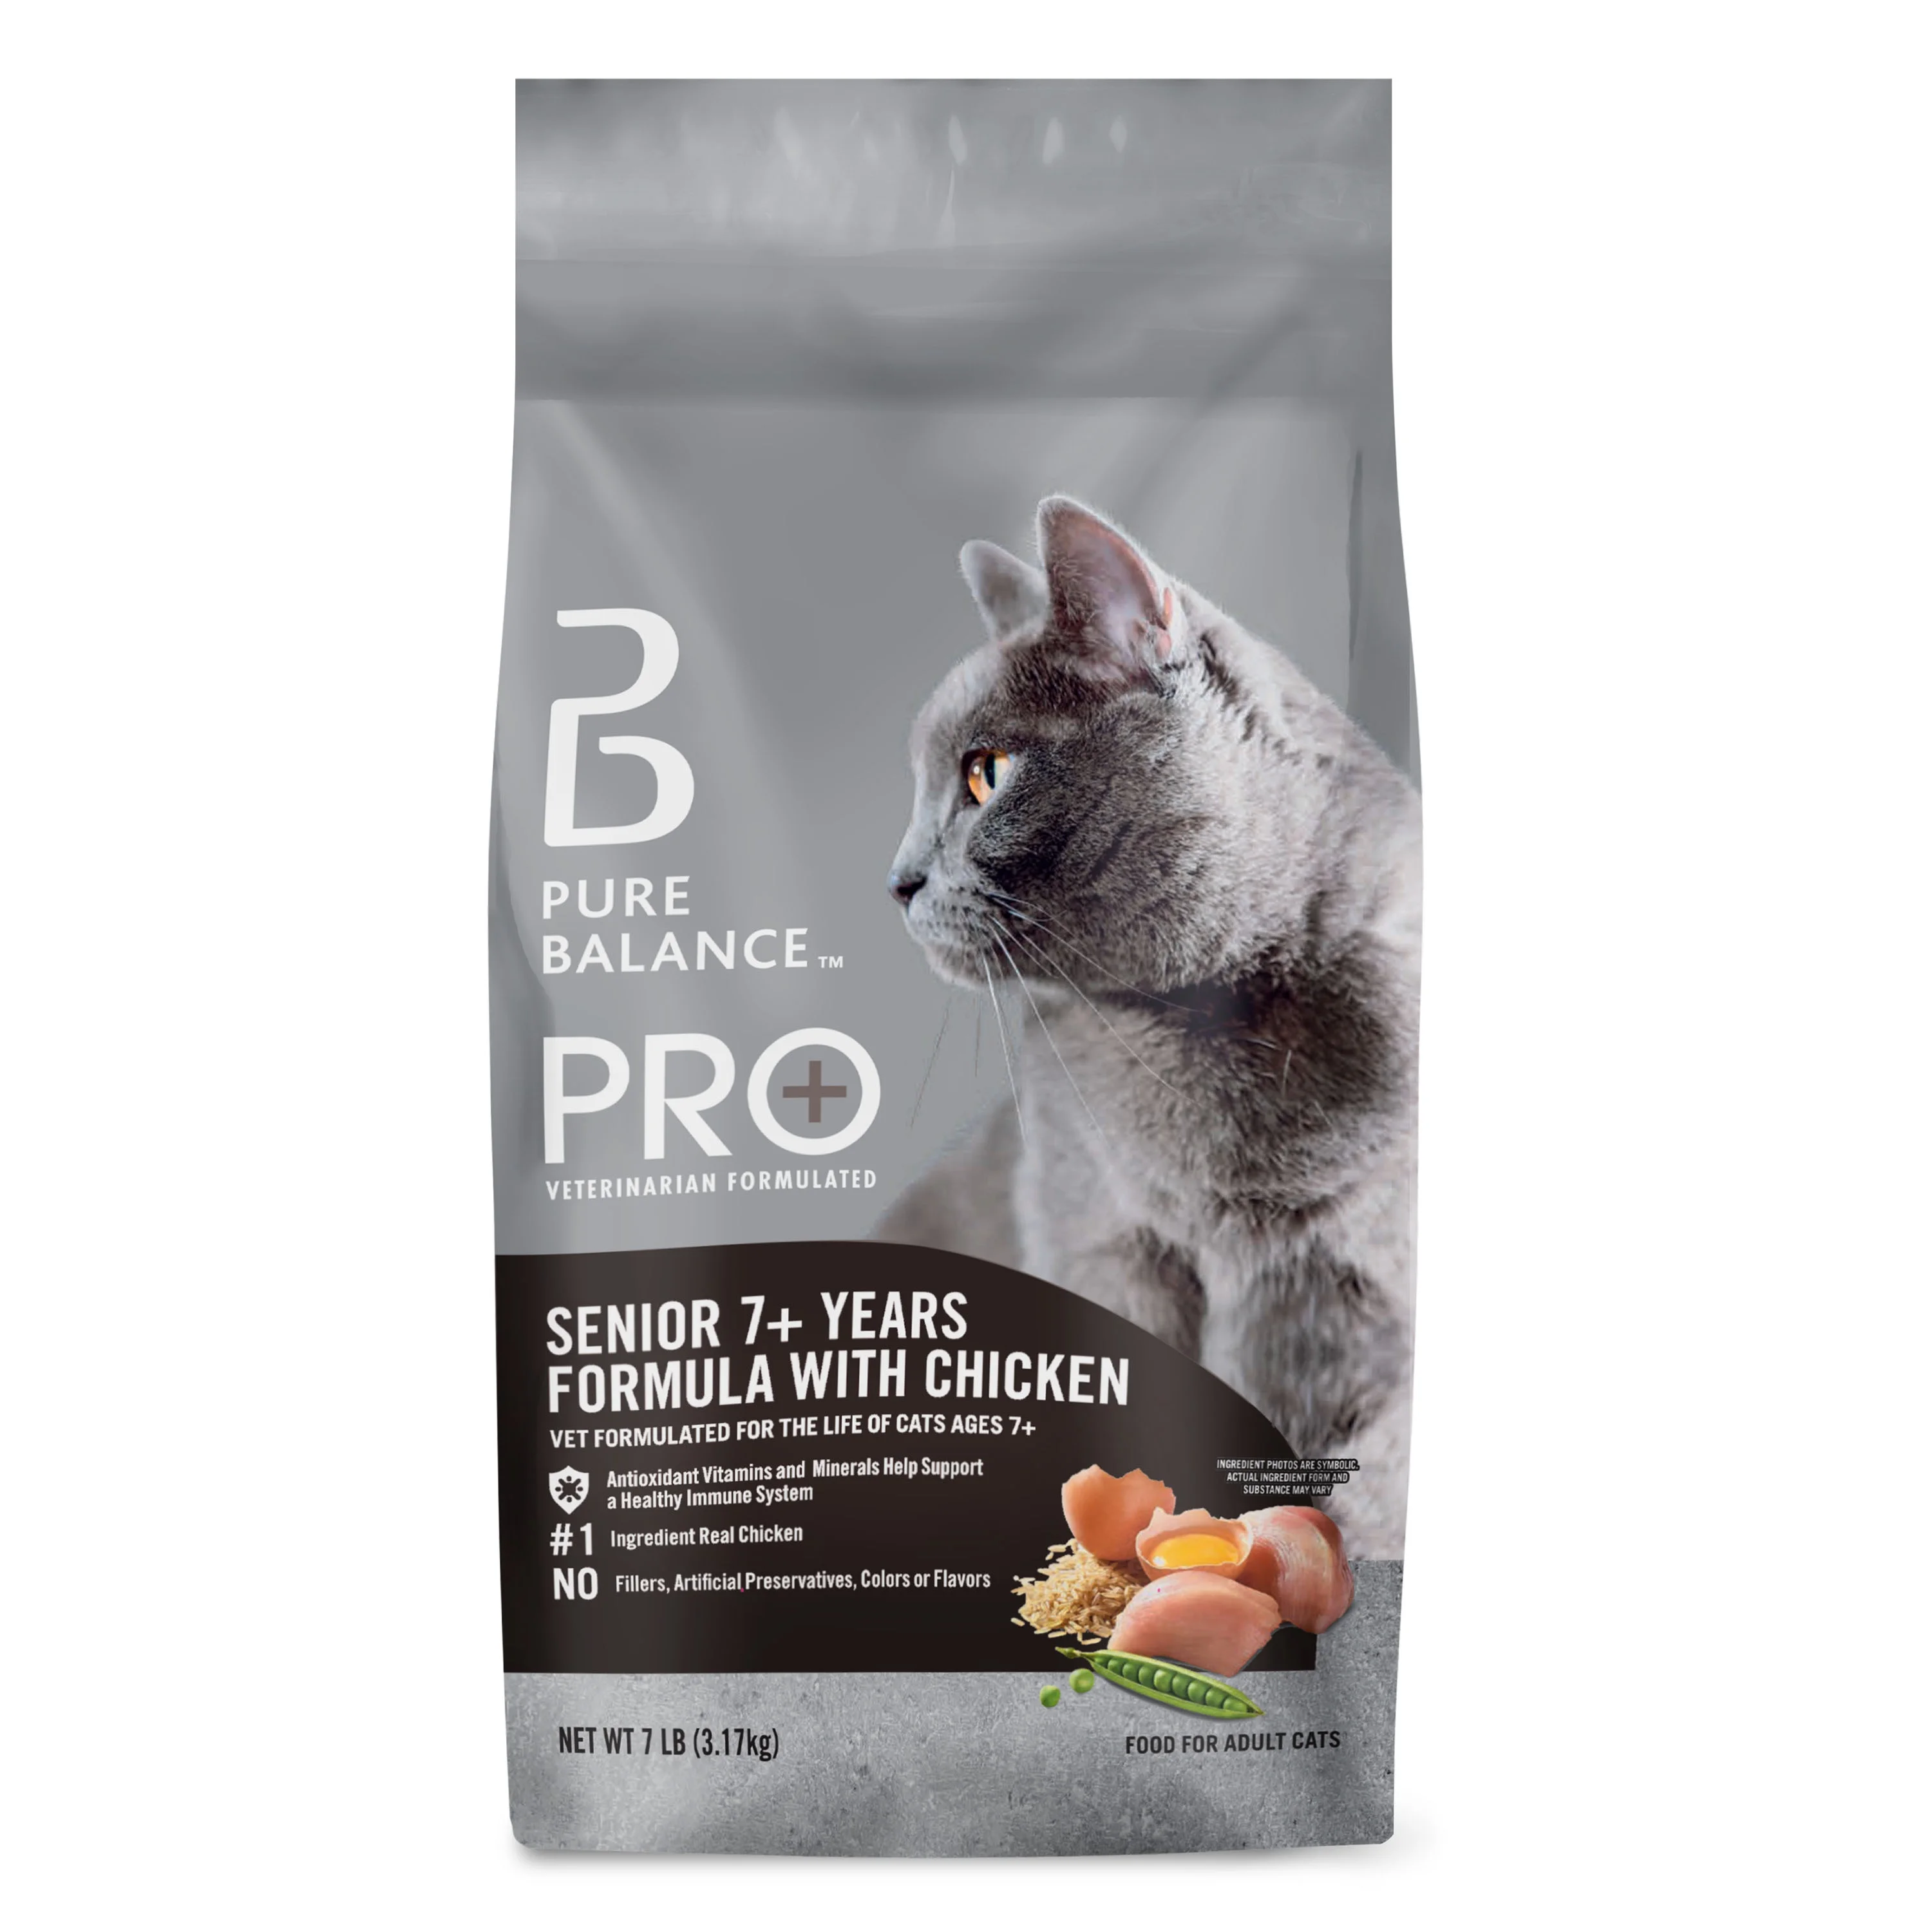 B
PURE
BALANCE™
PRO+
VETERINARIAN FORMULATED
SENIOR 7+ YEARS
FORMULA WITH CHICKEN
VET FORMULATED FOR THE LIFE OF CATS AGES 7+
Antioxidant Vitamins and Minerals Help Support
a Healthy Immune System
#1 Ingredient Real Chicken
NO Fillers, Artificial Preservatives, Colors or Flavors
INGREDIENT PHOTOS ARE SYMBOLIC.
ACTUAL INGREDIENT FORM AND
SUBSTANCE MAY VARY
NET WT 7 LB (3.17kg)
FOOD FOR ADULT CATS